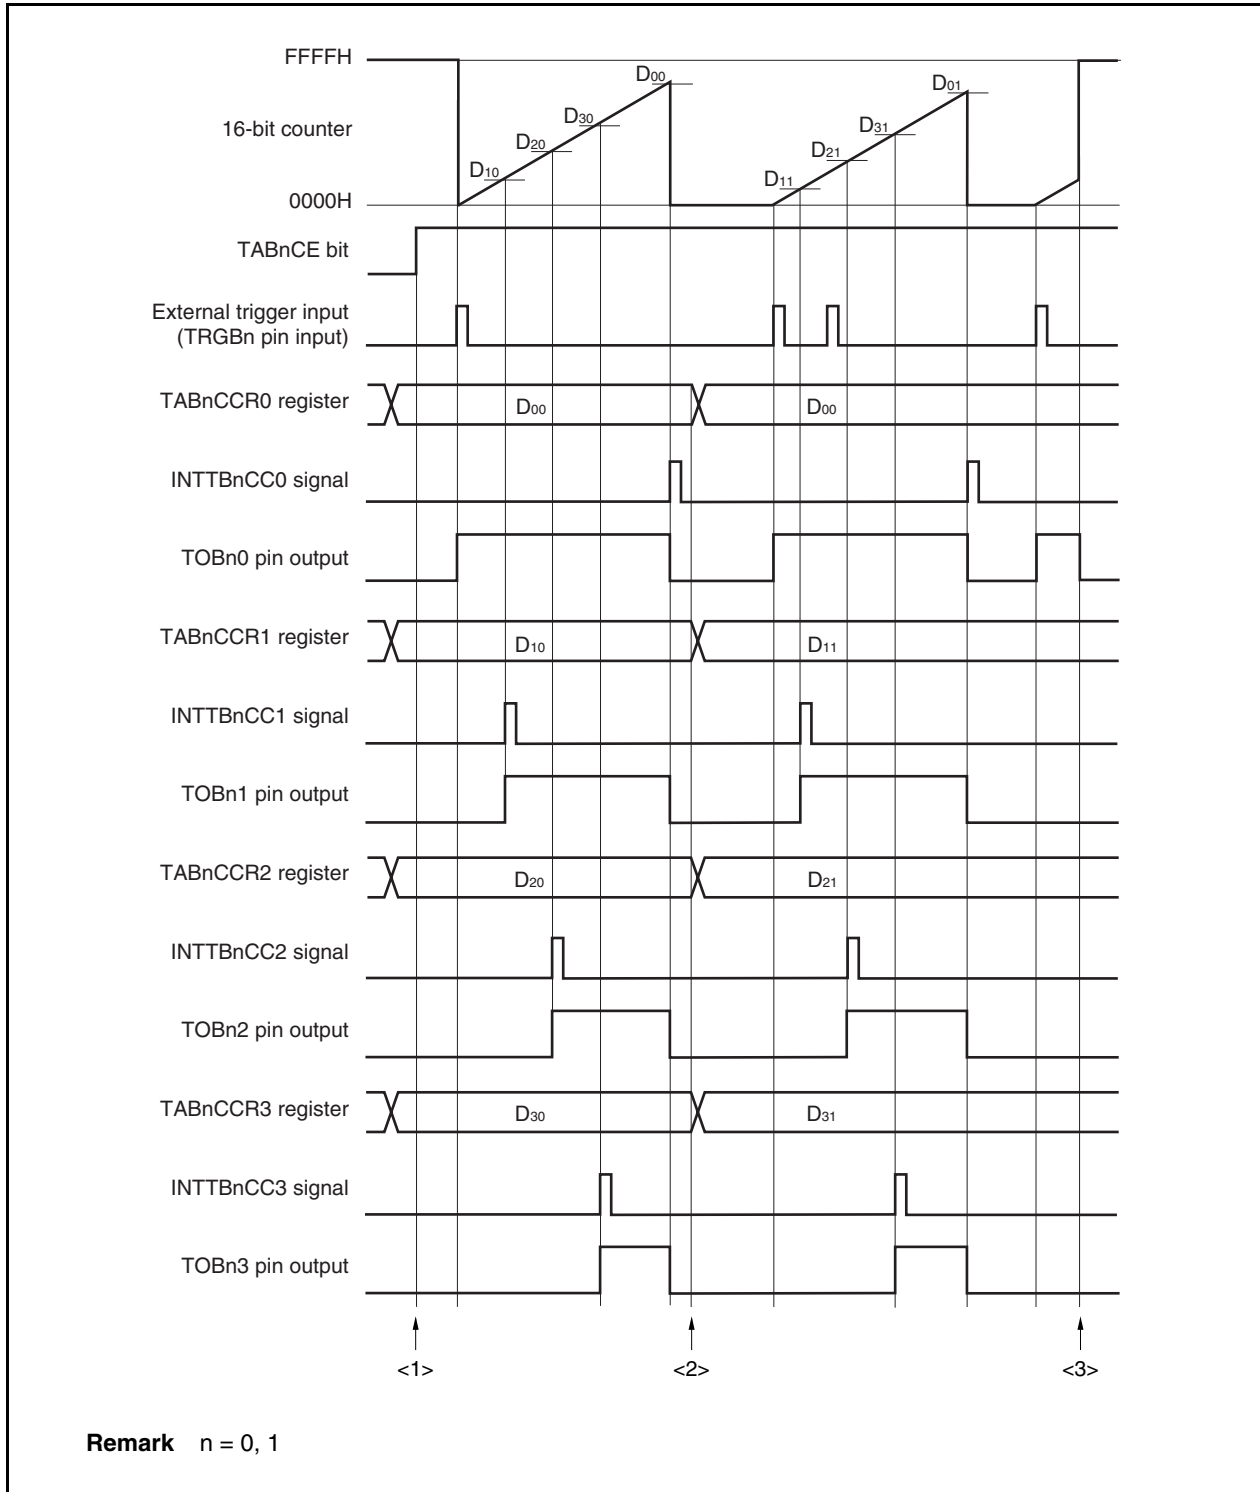 FFFFH
16-bit counter
0000H
D00
D30
D20
D10
D01
D31
D21
D11
TABnCE bit
External trigger input
(TRGBn pin input)
TABnCCR0 register
D00
D00
INTTBnCC0 signal
TOBn0 pin output
TABnCCR1 register
D10
D11
INTTBnCC1 signal
TOBn1 pin output
TABnCCR2 register
D20
D21
INTTBnCC2 signal
TOBn2 pin output
TABnCCR3 register
D30
D31
INTTBnCC3 signal
TOBn3 pin output
<1>
<2>
<3>
Remark n = 0, 1